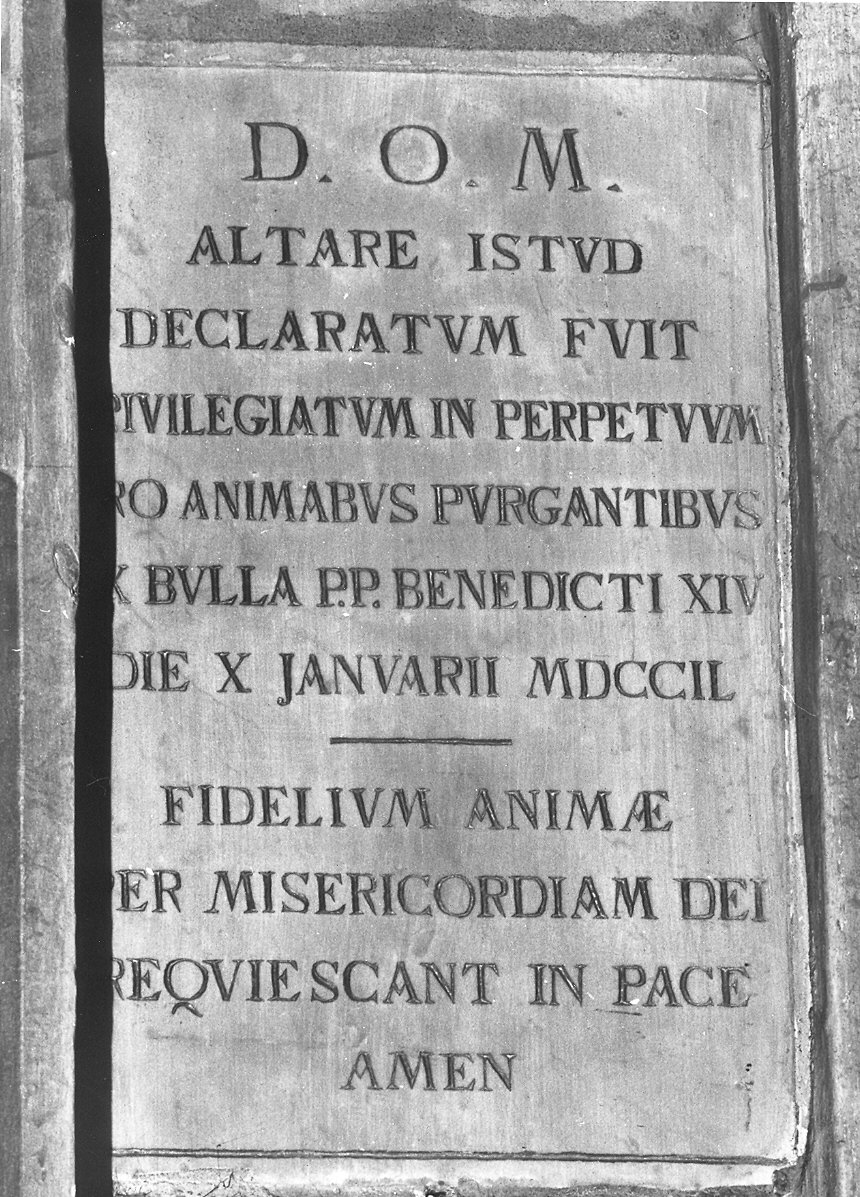 D. O. M.
ALTARE ISTVD
DECLARATVM FVIT
RIVILEGIATVM IN PERPETVVM
RO ANIMABVS PVRGANTIBVS
X BVLLA P.P. BENEDICTI XIV
DIE X JANVARII MDCCIL
FIDELIVM ANIMÆ
PER MISERICORDIAM DEI
REQVIESCANT IN PACE
AMEN